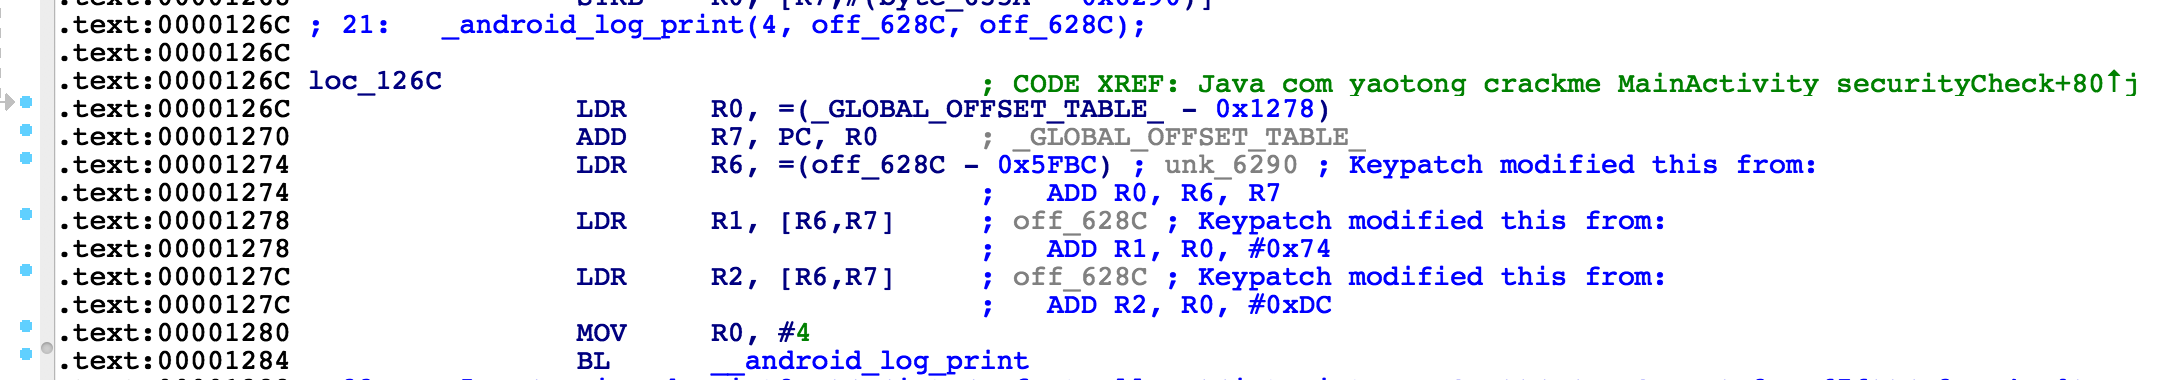 .text:0000126C ; 21:   _android_log_print(4, off_628C, off_628C);
.text:0000126C
.text:0000126C loc_126C ; CODE XREF: Java com yaotong crackme MainActivity securityCheck+80↑j
.text:0000126C LDR R0, =(_GLOBAL_OFFSET_TABLE_ - 0x1278)
.text:00001270 ADD R7, PC, R0 ; _GLOBAL_OFFSET_TABLE_
.text:00001274 LDR R6, =(off_628C - 0x5FBC) ; unk_6290 ; Keypatch modified this from:
.text:00001274 ;   ADD R0, R6, R7
.text:00001278 LDR R1, [R6,R7] ; off_628C ; Keypatch modified this from:
.text:00001278 ;   ADD R1, R0, #0x74
.text:0000127C LDR R2, [R6,R7] ; off_628C ; Keypatch modified this from:
.text:0000127C ;   ADD R2, R0, #0xDC
.text:00001280 MOV R0, #4
.text:00001284 BL __android_log_print